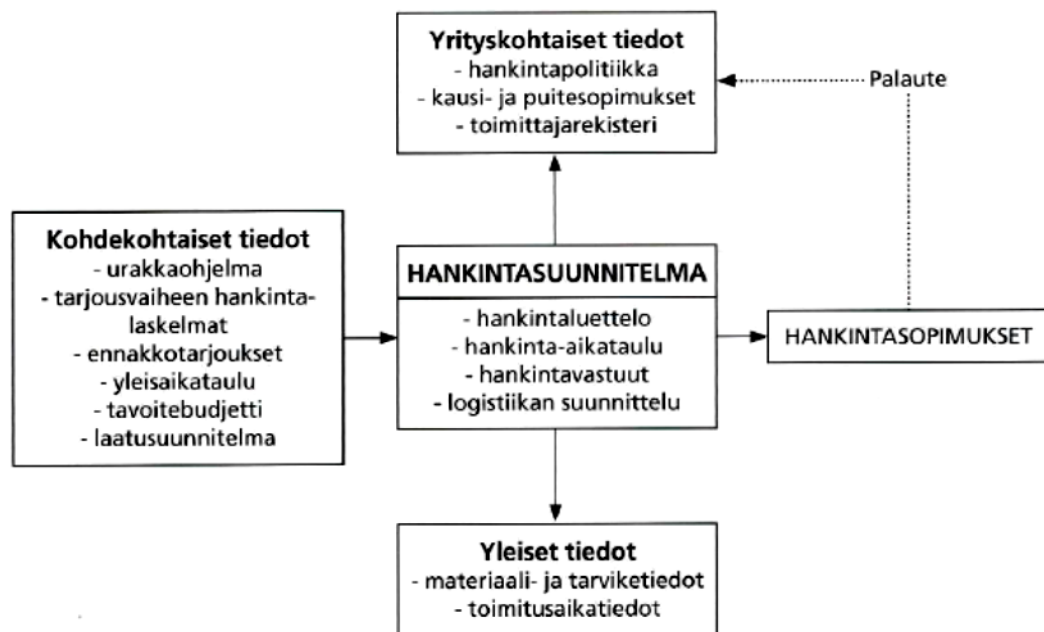 Yrityskohtaiset tiedot
- hankintapolitiikka
- kausi- ja puitesopimukset
- toimittajarekisteri
Palaute
Kohdekohtaiset tiedot
- urakkaohjelma
- tarjousvaiheen hankinta-
laskelmat
- ennakkotarjoukset
- yleisaikataulu
- tavoitebudjetti
- laatusuunnitelma
HANKINTASUUNNITELMA
- hankintaluettelo
- hankinta-aikataulu
- hankintavastuut
- logistiikan suunnittelu
HANKINTASOPIMUKSET
Yleiset tiedot
- materiaali- ja tarviketiedot
- toimitusaikatiedot